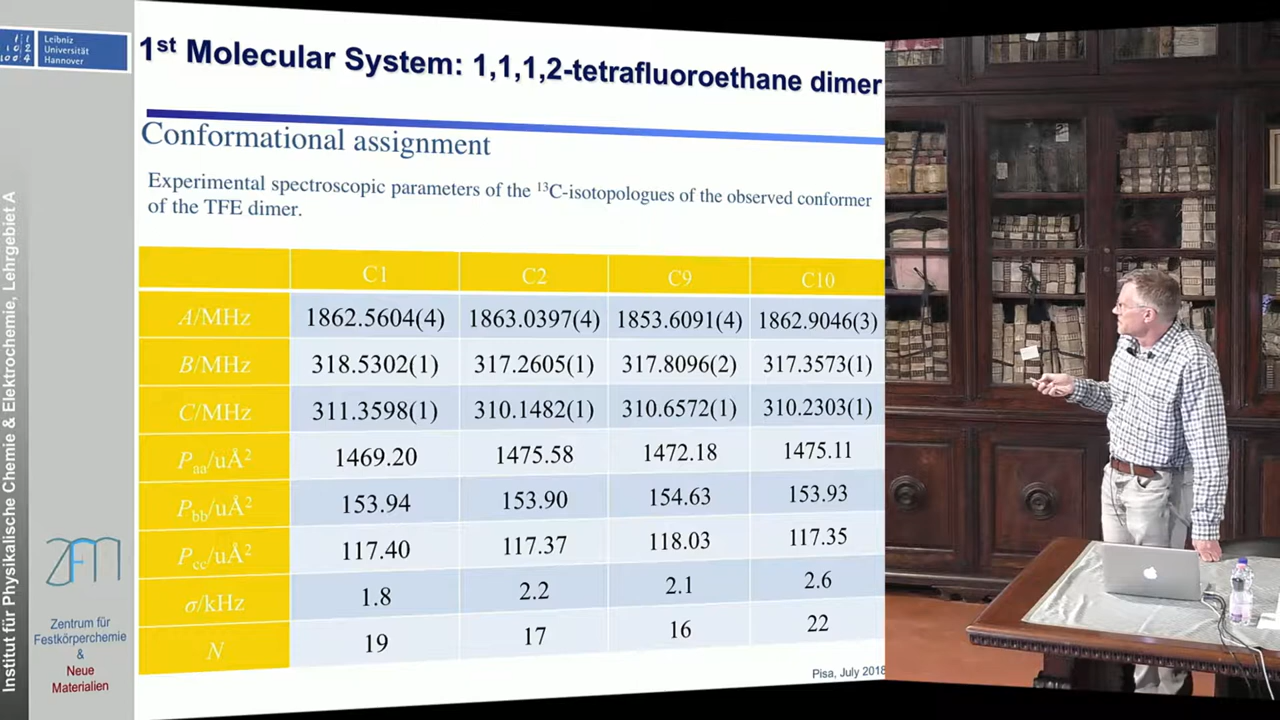 Leibniz
Universität
Hannover
1st Molecular System: 1,1,1,2-tetrafluoroethane dimer
Conformational assignment
Experimental spectroscopic parameters of the 13C-isotopologues of the observed conformer
of the TFE dimer.
C1 C2 C9 C10
A/MHz 1862.5604(4) 1863.0397(4) 1853.6091(4) 1862.9046(3)
B/MHz 318.5302(1) 317.2605(1) 317.8096(2) 317.3573(1)
C/MHz 311.3598(1) 310.1482(1) 310.6572(1) 310.2303(1)
Paa/uÅ2 1469.20 1475.58 1472.18 1475.11
Pbb/uÅ2 153.94 153.90 154.63 153.93
Pcc/uÅ2 117.40 117.37 118.03 117.35
σ/kHz 1.8 2.2 2.1 2.6
N 19 17 16 22
Pisa, July 2018
Institut für Physikalische Chemie & Elektrochemie, Lehrgebiet A
ZFM
Zentrum für
Festkörperchemie
&
Neue
Materialien